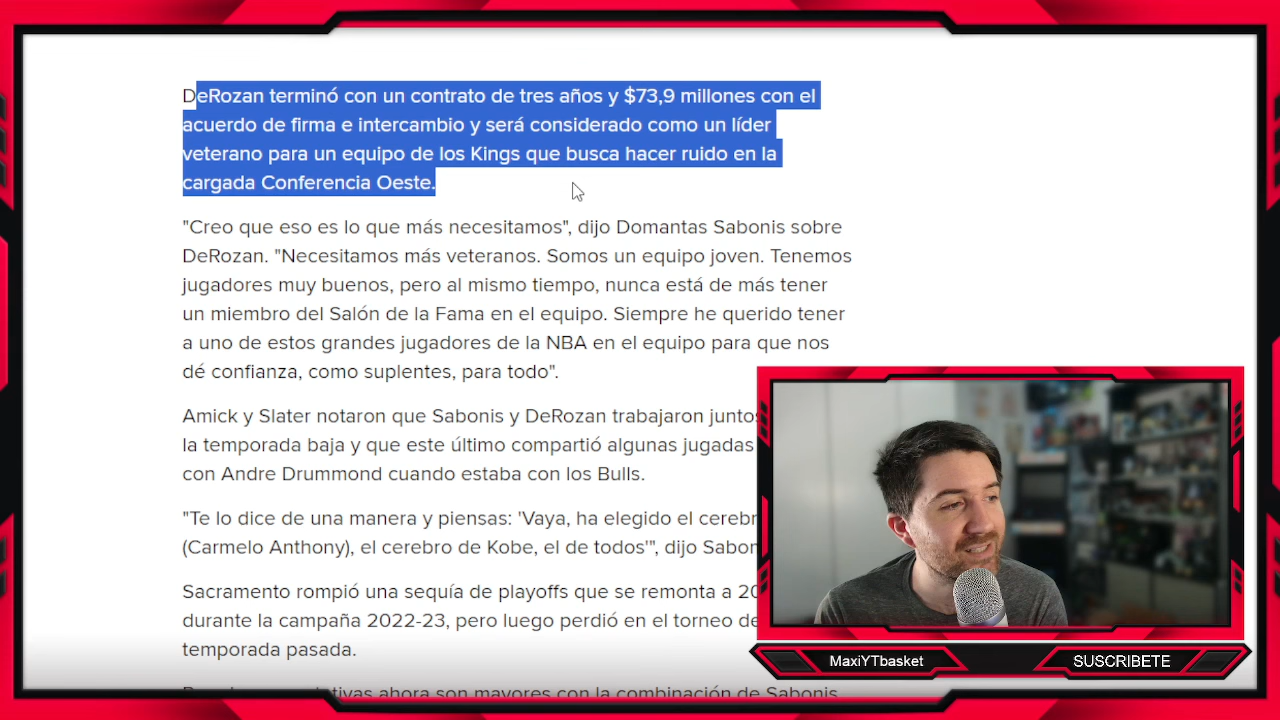 DeRozan terminó con un contrato de tres años y $73,9 millones con el
acuerdo de firma e intercambio y será considerado como un líder
veterano para un equipo de los Kings que busca hacer ruido en la
cargada Conferencia Oeste.
"Creo que eso es lo que más necesitamos", dijo Domantas Sabonis sobre
DeRozan. "Necesitamos más veteranos. Somos un equipo joven. Tenemos
jugadores muy buenos, pero al mismo tiempo, nunca está de más tener
un miembro del Salón de la Fama en el equipo. Siempre he querido tener
a uno de estos grandes jugadores de la NBA en el equipo para que nos
dé confianza, como suplentes, para todo".
Amick y Slater notaron que Sabonis y DeRozan trabajaron juntos
la temporada baja y que este último compartió algunas jugadas
con Andre Drummond cuando estaba con los Bulls.
"Te lo dice de una manera y piensas: 'Vaya, ha elegido el
(Carmelo Anthony), el cerebro de Kobe, el de todos'", dijo
Sacramento rompió una sequía de playoffs que se remonta a
durante la campaña 2022-23, pero luego perdió en el torneo
temporada pasada.
ahora son mayores con la combinación de Sabonis
MaxiYTbasket
SUSCRIBETE